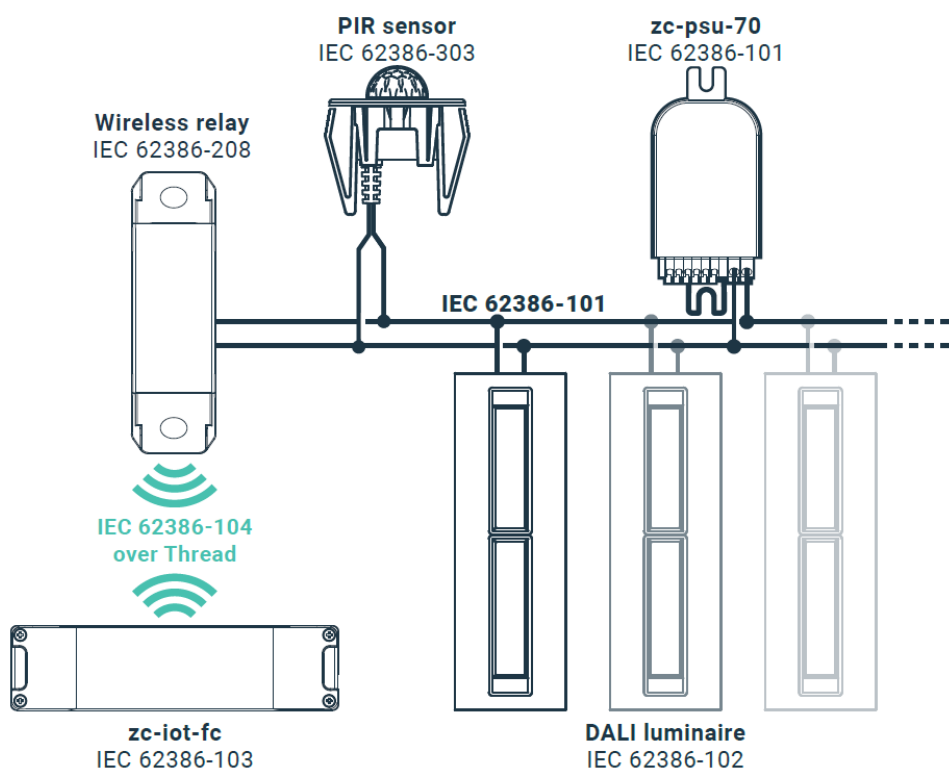 PIR sensor
IEC 62386-303
zc-psu-70
IEC 62386-101
Wireless relay
IEC 62386-208
IEC 62386-101
IEC 62386-104
over Thread
zc-iot-fc
IEC 62386-103
DALI luminaire
IEC 62386-102